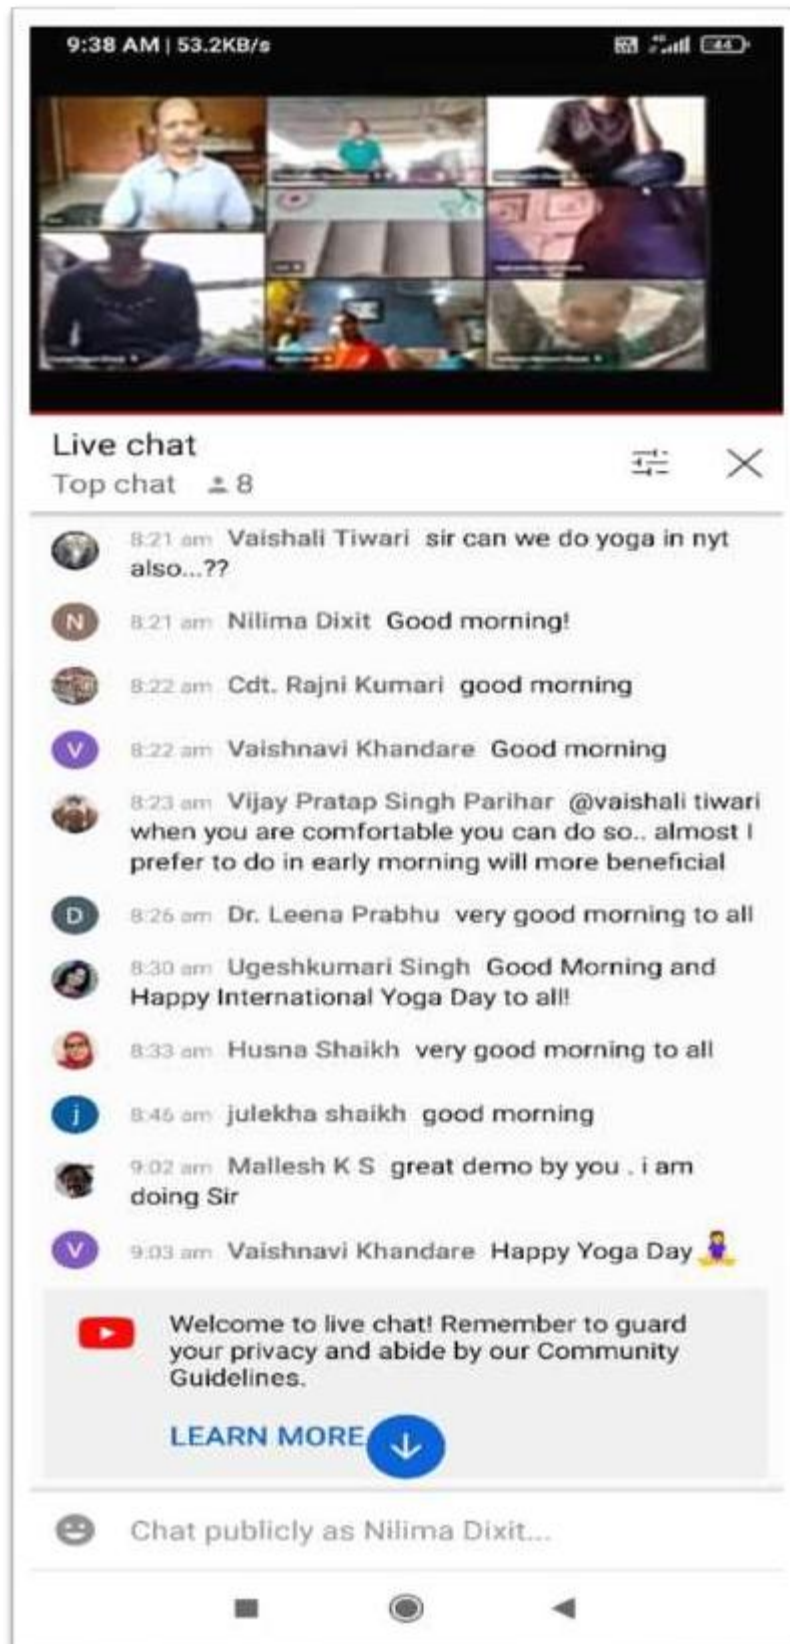 9:38 AM | 53.2KB/s
44
Live chat
Top chat 8
8:21 am Vaishali Tiwari sir can we do yoga in nyt
also...??
N
8:21 am Nilima Dixit Good morning!
8:22 am Cdt. Rajni Kumari good morning
V
8:22 am Vaishnavi Khandare Good morning
8:23 am Vijay Pratap Singh Parihar @vaishali tiwari
when you are comfortable you can do so.. almost I
prefer to do in early morning will more beneficial
D
8:26 am Dr. Leena Prabhu very good morning to all
8:30 am Ugeshkumari Singh Good Morning and
Happy International Yoga Day to all!
8:33 am Husna Shaikh very good morning to all
j
8:46 am julekha shaikh good morning
9:02 am Mallesh K S great demo by you . i am
doing Sir
V
9:03 am Vaishnavi Khandare Happy Yoga Day
Welcome to live chat! Remember to guard
your privacy and abide by our Community
Guidelines.
LEARN MORE
Chat publicly as Nilima Dixit...